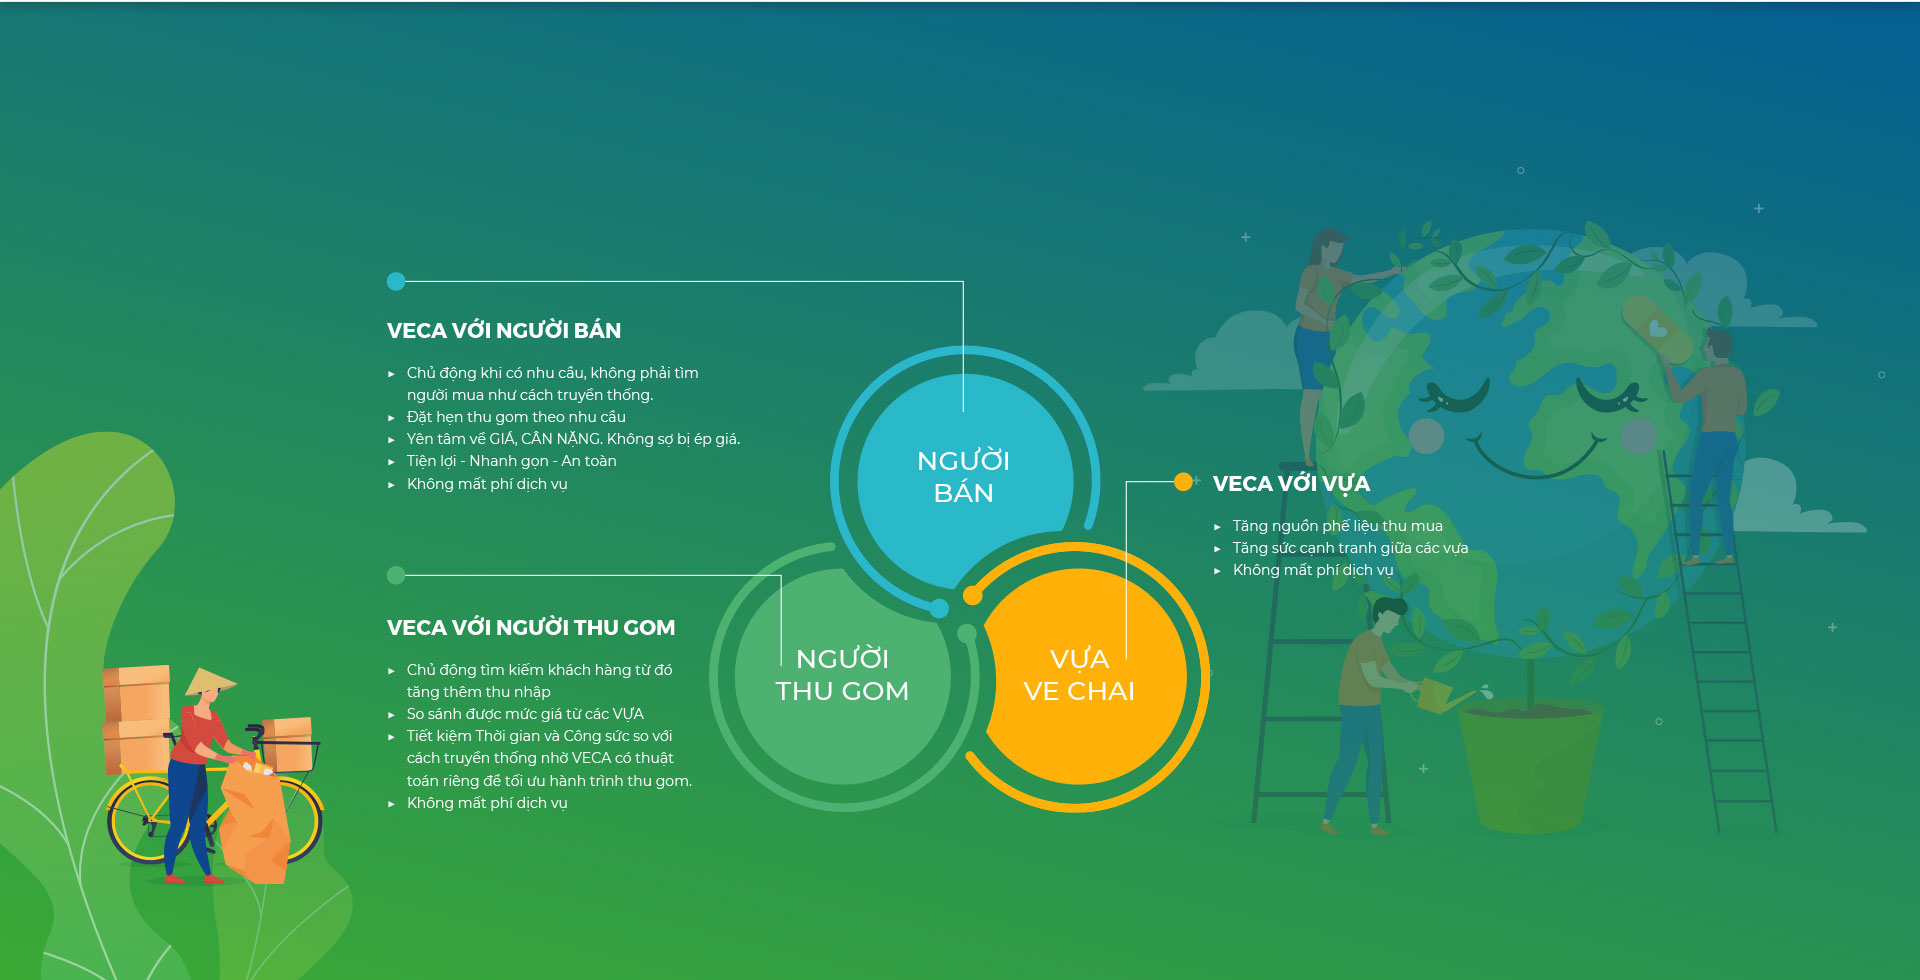 VECA VỚI NGƯỜI BÁN
▸ Chủ động khi có nhu cầu, không phải tìm
người mua như cách truyền thống.
▸ Đặt hẹn thu gom theo nhu cầu
▸ Yên tâm về GIÁ, CÂN NẶNG. Không sợ bị ép giá.
▸ Tiện lợi - Nhanh gọn - An toàn
▸ Không mất phí dịch vụ
NGƯỜI
BÁN
VECA VỚI VỰA
▸ Tăng nguồn phế liệu thu mua
▸ Tăng sức cạnh tranh giữa các vựa
▸ Không mất phí dịch vụ
VECA VỚI NGƯỜI THU GOM
▸ Chủ động tìm kiếm khách hàng từ đó
tăng thêm thu nhập
▸ So sánh được mức giá từ các VỰA
▸ Tiết kiệm Thời gian và Công sức so với
cách truyền thống nhờ VECA có thuật
toán riêng để tối ưu hành trình thu gom.
▸ Không mất phí dịch vụ
NGƯỜI
THU GOM
VỰA
VE CHAI